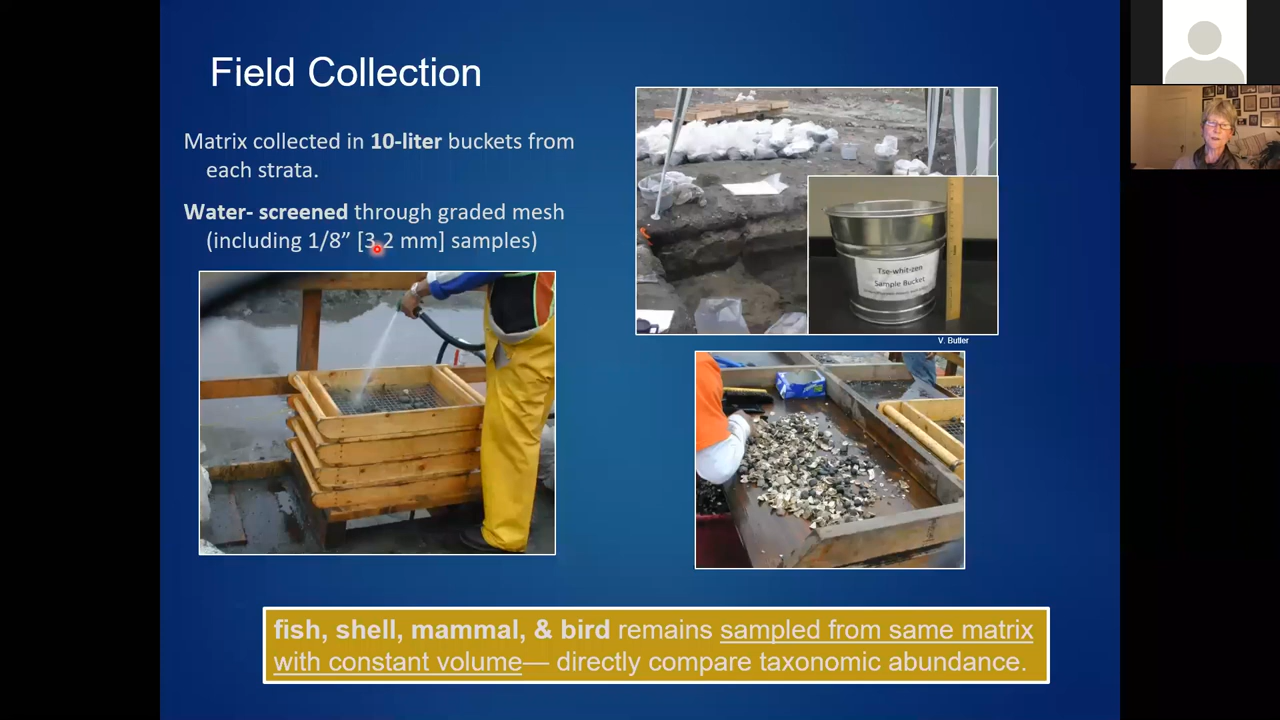 Field Collection
Matrix collected in 10-liter buckets from
each strata.
Water- screened through graded mesh
(including 1/8” [3.2 mm] samples)
Tse-whit-zen
Sample Bucket
V. Butler
fish, shell, mammal, & bird remains sampled from same matrix
with constant volume— directly compare taxonomic abundance.